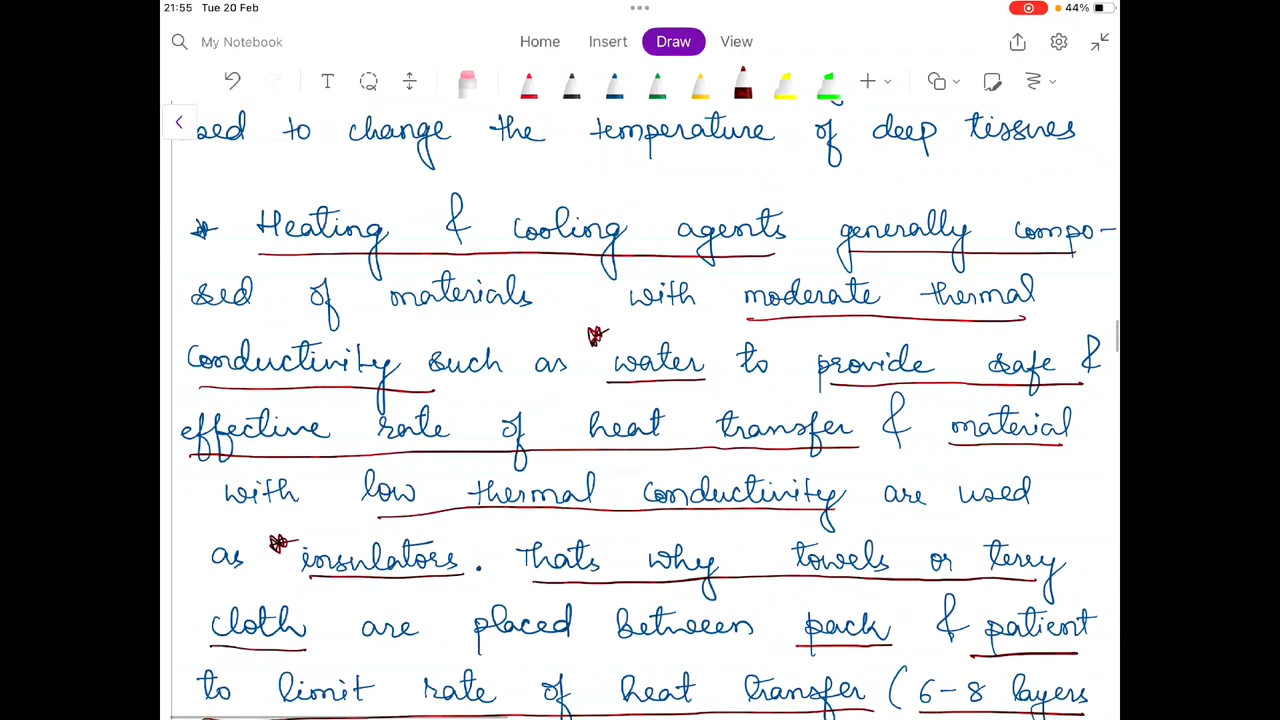 21:55 Tue 20 Feb
44%
My Notebook
Home Insert Draw View
to change the temperature of deep tissues
* Heating & cooling agents generally compo-
sed of materials with moderate thermal
conductivity such as * water to provide safe &
effective rate of heat transfer & material
with low thermal conductivity are used
as * insulators. Thats why towels or terry
cloth are placed between pack & patient
to limit rate of heat transfer (6-8 layers